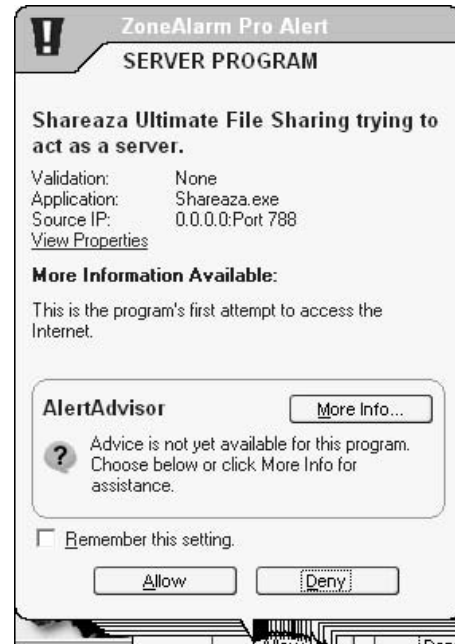 ZoneAlarm Pro Alert
SERVER PROGRAM
Shareaza Ultimate File Sharing trying to
act as a server.
Validation: None
Application: Shareaza.exe
Source IP: 0.0.0.0:Port 788
View Properties
More Information Available:
This is the program's first attempt to access the
Internet.
AlertAdvisor
More Info...
Advice is not yet available for this program.
Choose below or click More Info for
assistance.
Remember this setting.
Allow
Deny